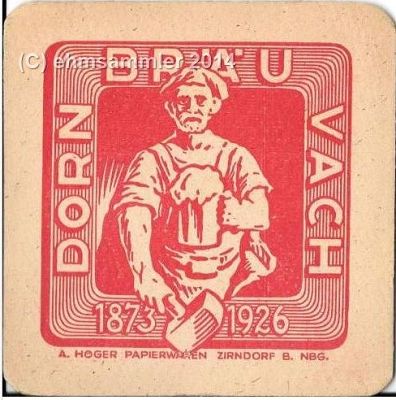 (C) ehmsammler 2014
DORN BRÄU VACH
1873 1926
A. HÖGER PAPIERWAREN ZIRNDORF B. NBG.